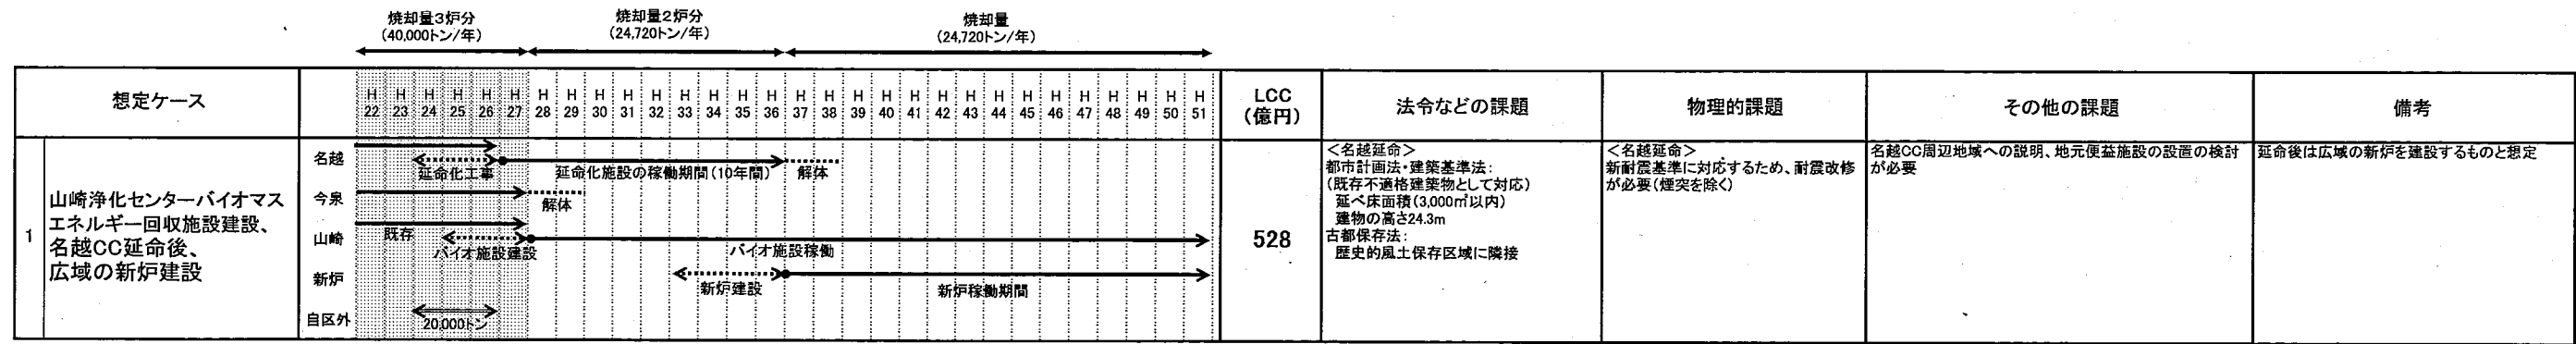 焼却量3炉分
(40,000トン/年)
焼却量2炉分
(24,720トン/年)
焼却量
(24,720トン/年)
想定ケース
H H H H H H H H H H H H H H H H H H H H H H H H H H H H H H
22 23 24 25 26 27 28 29 30 31 32 33 34 35 36 37 38 39 40 41 42 43 44 45 46 47 48 49 50 51
LCC
(億円)
法令などの課題
物理的課題
その他の課題
備考
1
山崎浄化センターバイオマス
エネルギー回収施設建設、
名越CC延命後、
広域の新炉建設
名越
延命化工事
延命化施設の稼働期間(10年間)
解体
今泉
解体
山崎
既存
バイオ施設建設
バイオ施設稼働
新炉
新炉建設
新炉稼働期間
自区外
20,000トン
528
<名越延命>
都市計画法・建築基準法:
(既存不適格建築物として対応)
延べ床面積(3,000㎡以内)
建物の高さ24.3m
古都保存法:
歴史的風土保存区域に隣接
<名越延命>
新耐震基準に対応するため、耐震改修
が必要(煙突を除く)
名越CC周辺地域への説明、地元便益施設の設置の検討
が必要
延命後は広域の新炉を建設するものと想定